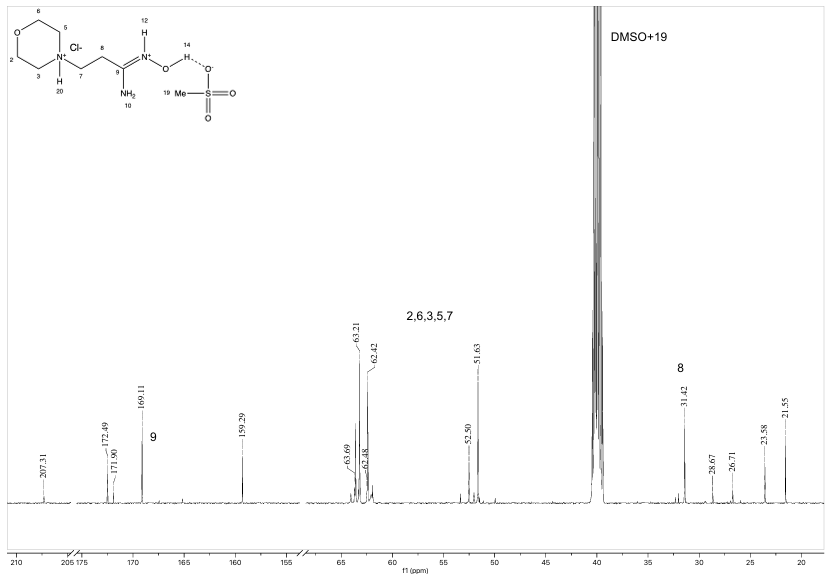 12
H
6
O
5
Cl-
8
14
H
N+
N+
O
O-
2
3
7
9
H
20
NH2
10
19 Me
S
O
O
DMSO+19
2,6,3,5,7
8
9
207.31
172.49
171.90
169.11
159.29
63.69
63.21
62.48
62.42
52.50
51.63
31.42
28.67
26.71
23.58
21.55
210 205 175 170 165 160 155 65 60 55 50 45 40 35 30 25 20
f1 (ppm)